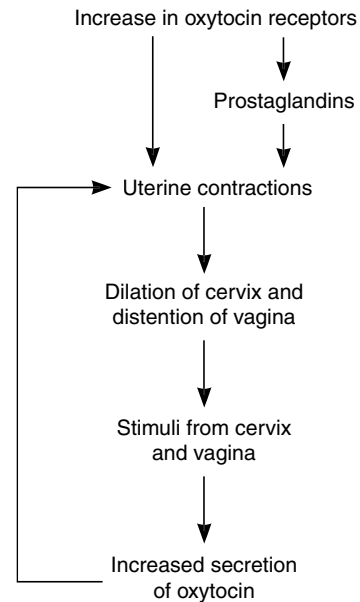 Increase in oxytocin receptors
Prostaglandins
Uterine contractions
Dilation of cervix and
distention of vagina
Stimuli from cervix
and vagina
Increased secretion
of oxytocin